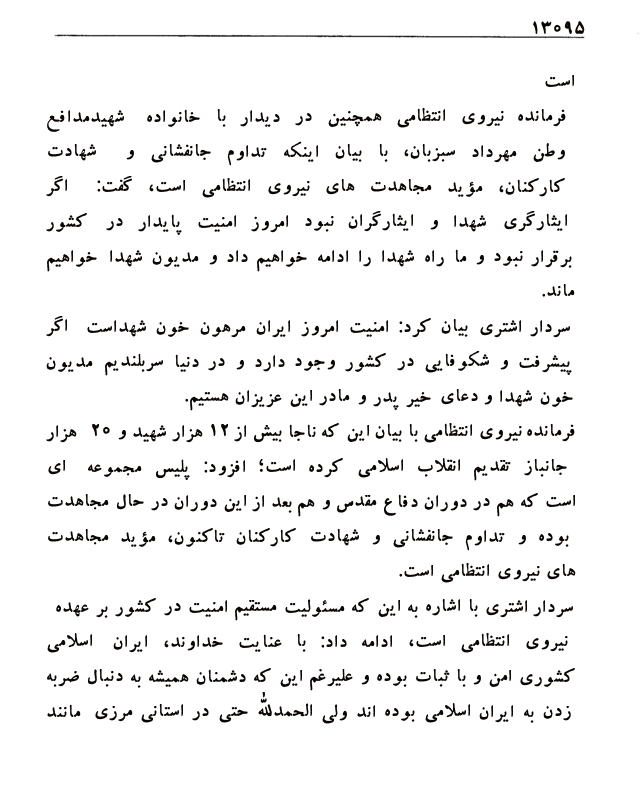 ۱۳۰۹۵
است
فرمانده نیروی انتظامی همچنین در دیدار با خانواده شهیدمدافع
وطن مهرداد سبزبان، با بیان اینکه تداوم جانفشانی و شهادت
کارکنان، مؤید مجاهدت های نیروی انتظامی است، گفت: اگر
ایثارگری شهدا و ایثارگران نبود امروز امنیت پایدار در کشور
برقرار نبود و ما راه شهدا را ادامه خواهیم داد و مدیون شهدا خواهیم
ماند.
سردار اشتری بیان کرد: امنیت امروز ایران مرهون خون شهداست اگر
پیشرفت و شکوفایی در کشور وجود دارد و در دنیا سربلندیم مدیون
خون شهدا و دعای خیر پدر و مادر این عزیزان هستیم.
فرمانده نیروی انتظامی با بیان این که ناجا بیش از ۱۲ هزار شهید و ۲۰ هزار
جانباز تقدیم انقلاب اسلامی کرده است؛ افزود: پلیس مجموعه ای
است که هم در دوران دفاع مقدس و هم بعد از این دوران در حال مجاهدت
بوده و تداوم جانفشانی و شهادت کارکنان تاکنون، مؤید مجاهدت
های نیروی انتظامی است.
سردار اشتری با اشاره به این که مسئولیت مستقیم امنیت در کشور بر عهده
نیروی انتظامی است، ادامه داد: با عنایت خداوند، ایران اسلامی
کشوری امن و با ثبات بوده و علیرغم این که دشمنان همیشه به دنبال ضربه
زدن به ایران اسلامی بوده اند ولی الحمدلله حتی در استانی مرزی مانند